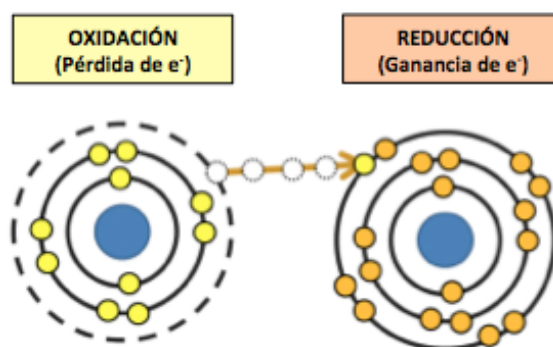 OXIDACIÓN
(Pérdida de e⁻)
REDUCCIÓN
(Ganancia de e⁻)